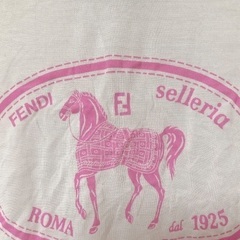 FENDI
selleria
ROMA
dal 1925